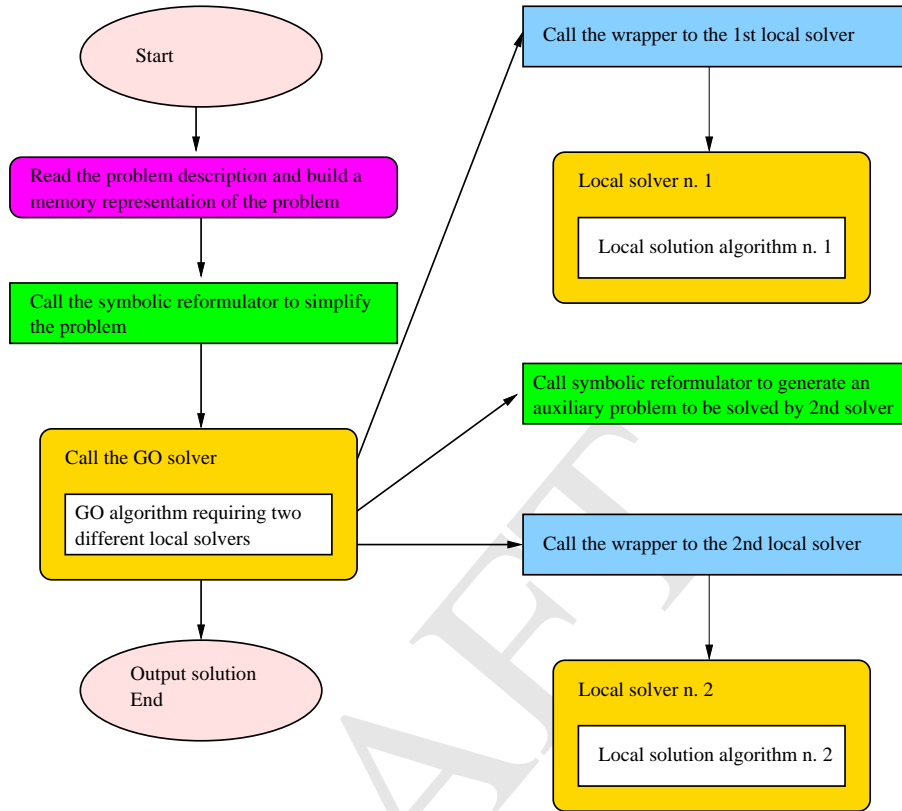 Start
Read the problem description and build a
memory representation of the problem
Call the symbolic reformulator to simplify
the problem
Call the GO solver
GO algorithm requiring two
different local solvers
Output solution
End
Call the wrapper to the 1st local solver
Local solver n. 1
Local solution algorithm n. 1
Call symbolic reformulator to generate an
auxiliary problem to be solved by 2nd solver
Call the wrapper to the 2nd local solver
Local solver n. 2
Local solution algorithm n. 2
AFT